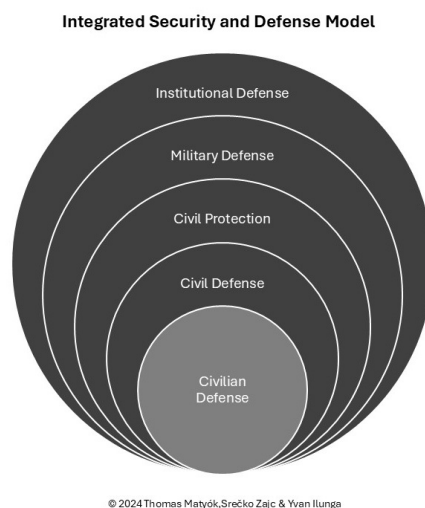 Integrated Security and Defense Model
Institutional Defense
Military Defense
Civil Protection
Civil Defense
Civilian
Defense
© 2024 Thomas Matyók,Srečko Zajc & Yvan Ilunga